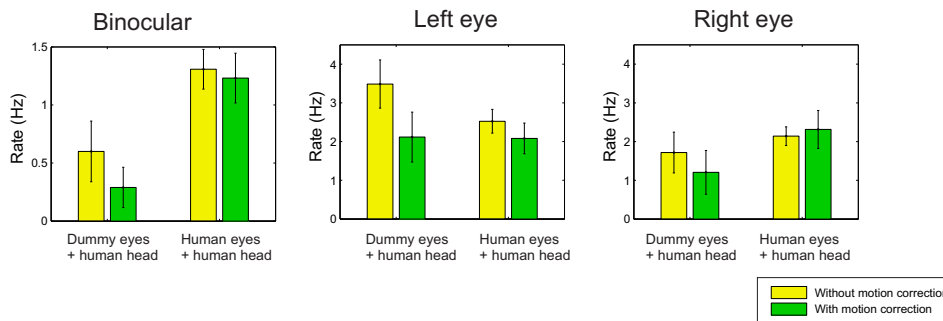 Binocular
Left eye
Right eye
Rate (Hz)
1.5
1
0.5
0
Dummy eyes
+ human head
Human eyes
+ human head
Rate (Hz)
4
3
2
1
0
Dummy eyes
+ human head
Human eyes
+ human head
Rate (Hz)
4
3
2
1
0
Dummy eyes
+ human head
Human eyes
+ human head
Without motion correction
With motion correction